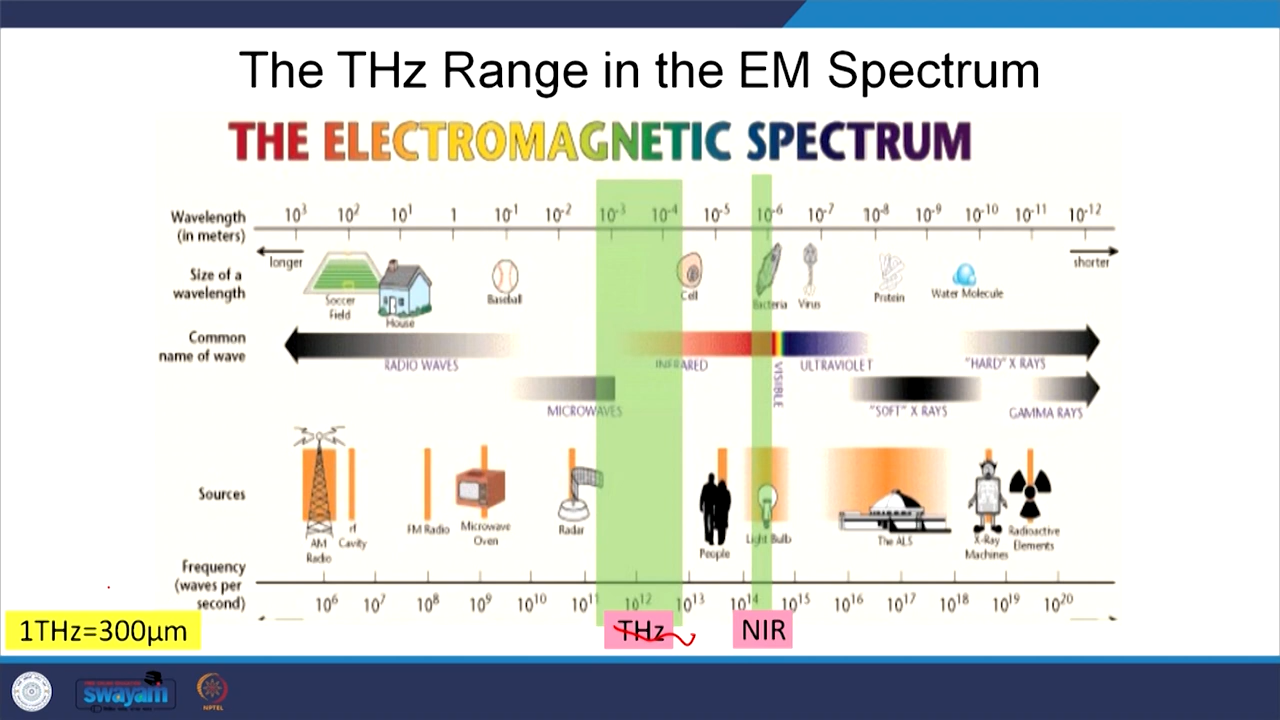 The THz Range in the EM Spectrum
THE ELECTROMAGNETIC SPECTRUM
Wavelength (in meters) 10³ 10² 10¹ 1 10⁻¹ 10⁻² 10⁻³ 10⁻⁴ 10⁻⁵ 10⁻⁶ 10⁻⁷ 10⁻⁸ 10⁻⁹ 10⁻¹⁰ 10⁻¹¹ 10⁻¹²
longer shorter
Size of a wavelength
Soccer Field House Baseball Cell Bacteria Virus Protein Water Molecule
Common name of wave
RADIO WAVES INFRARED VISIBLE ULTRAVIOLET "HARD" X RAYS
MICROWAVES "SOFT" X RAYS GAMMA RAYS
Sources
AM Radio rf Cavity FM Radio Microwave Oven Radar People Light Bulb The ALS X-Ray Machines Radioactive Elements
Frequency (waves per second) 10⁶ 10⁷ 10⁸ 10⁹ 10¹⁰ 10¹¹ 10¹² 10¹³ 10¹⁴ 10¹⁵ 10¹⁶ 10¹⁷ 10¹⁸ 10¹⁹ 10²⁰
1THz=300µm THz NIR
swayam NPTEL